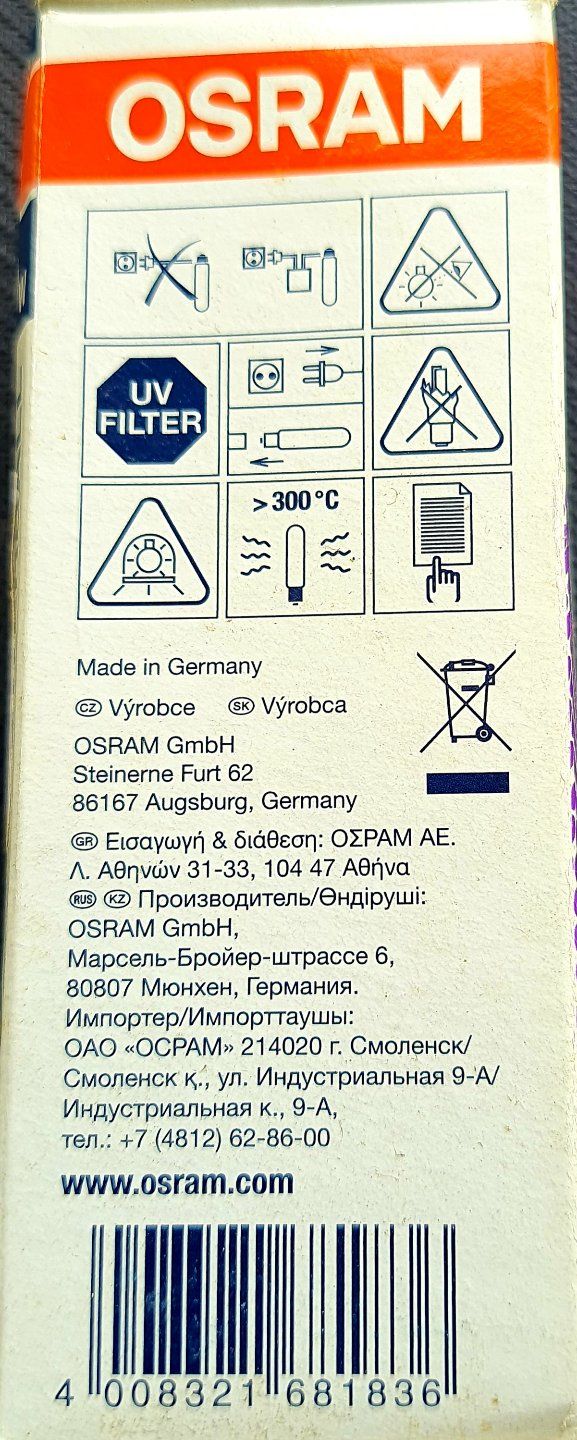 OSRAM
UV
FILTER
> 300 °C
Made in Germany
CZ Výrobce SK Výrobca
OSRAM GmbH
Steinerne Furt 62
86167 Augsburg, Germany
GR Εισαγωγή & διάθεση: ΟΣΡΑΜ ΑΕ.
Λ. Αθηνών 31-33, 104 47 Αθήνα
RUS KZ Производитель/Өндіруші:
OSRAM GmbH,
Марсель-Бройер-штрассе 6,
80807 Мюнхен, Германия.
Импортер/Импорттаушы:
ОАО «ОСРАМ» 214020 г. Смоленск/
Смоленск қ., ул. Индустриальная 9-А/
Индустриальная к., 9-А,
тел.: +7 (4812) 62-86-00
www.osram.com
4 008321 681836